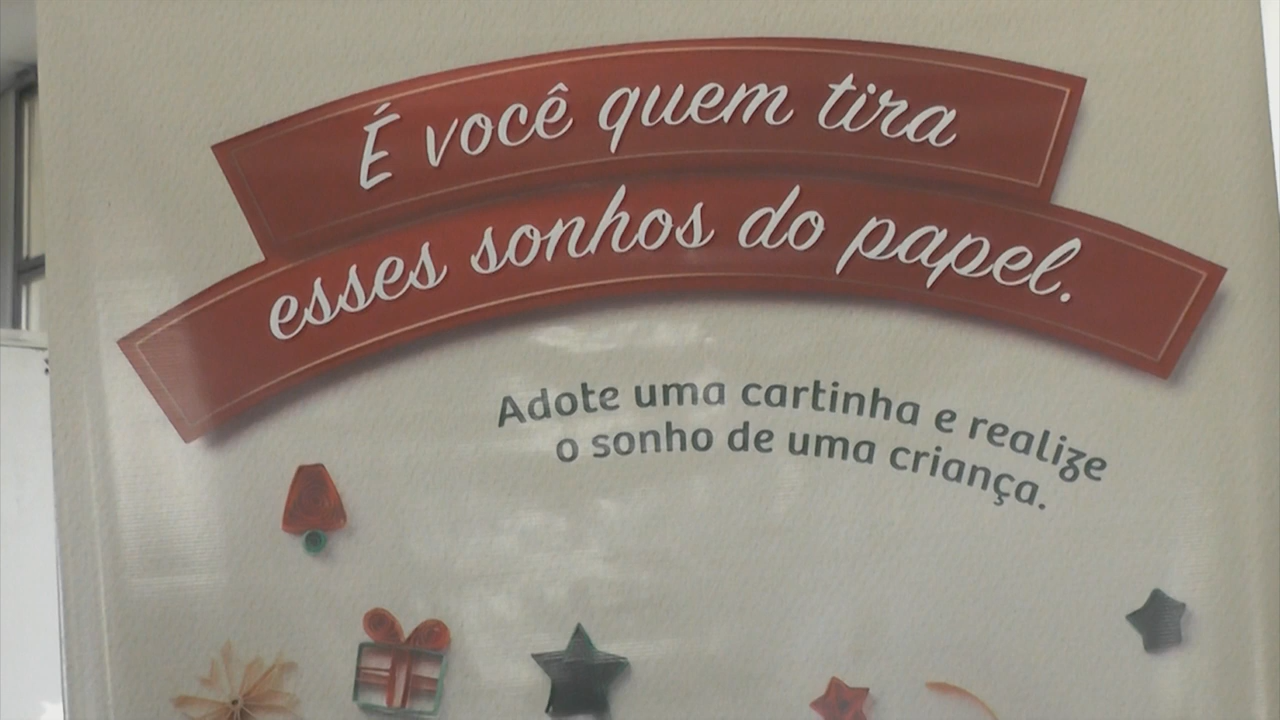 É você quem tira
esses sonhos do papel.
Adote uma cartinha e realize
o sonho de uma criança.